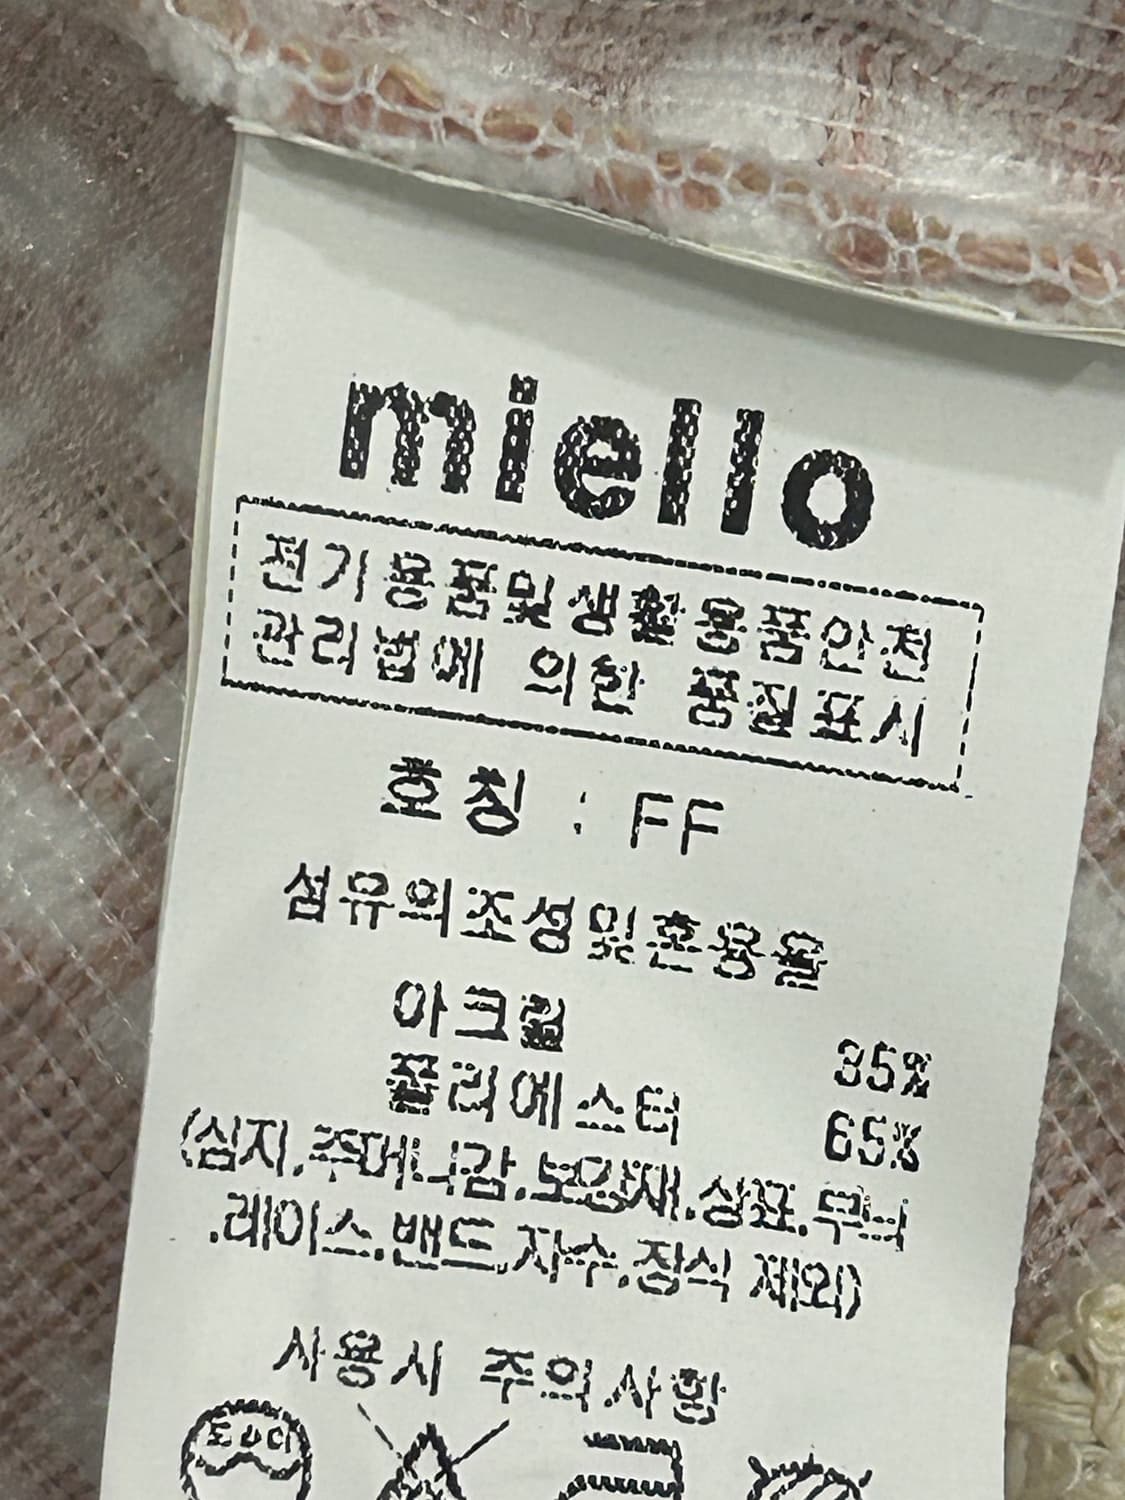 miello
전기용품및생활용품안전
관리법에 의한 품질표시
호칭 : FF
섬유의조성및혼용율
아크릴 35%
폴리에스터 65%
(심지.주머니감.보강재.상표.무늬
.레이스.밴드.자수.장식 제외)
사용시 주의사항
드라이